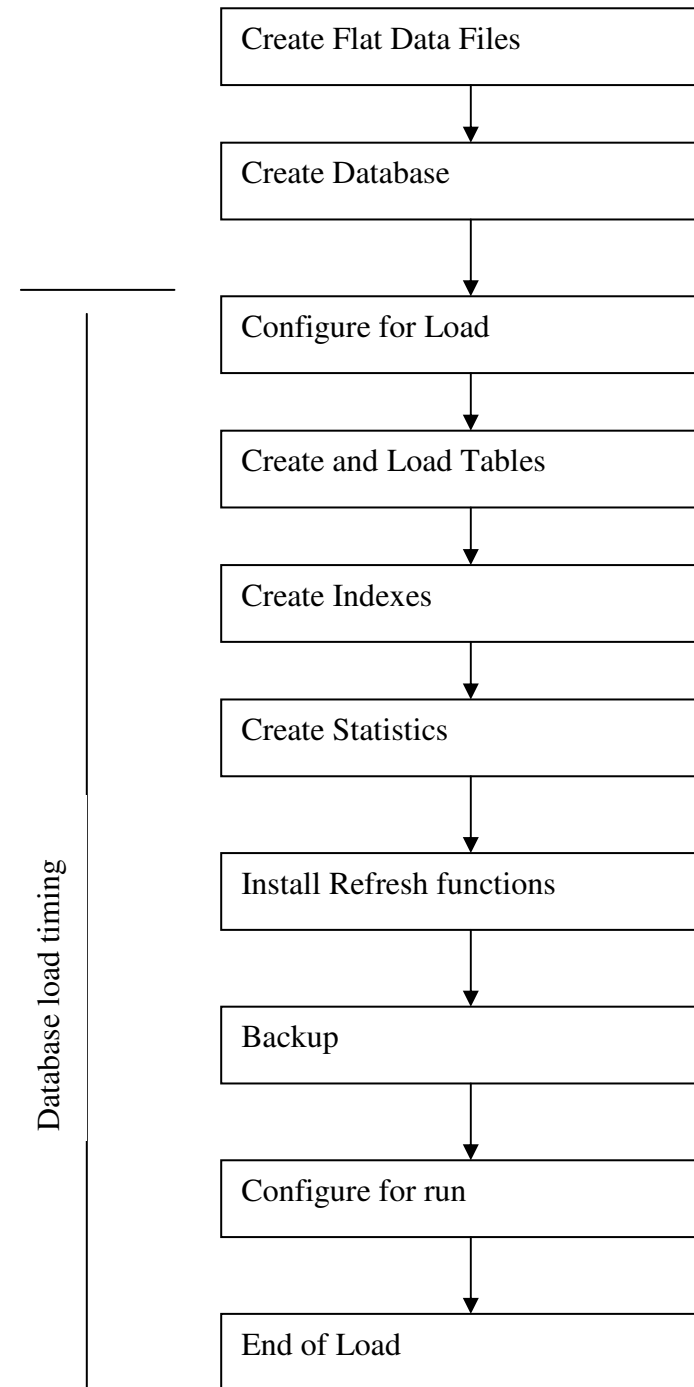 Create Flat Data Files
Create Database
Configure for Load
Create and Load Tables
Create Indexes
Create Statistics
Install Refresh functions
Backup
Configure for run
End of Load
Database load timing